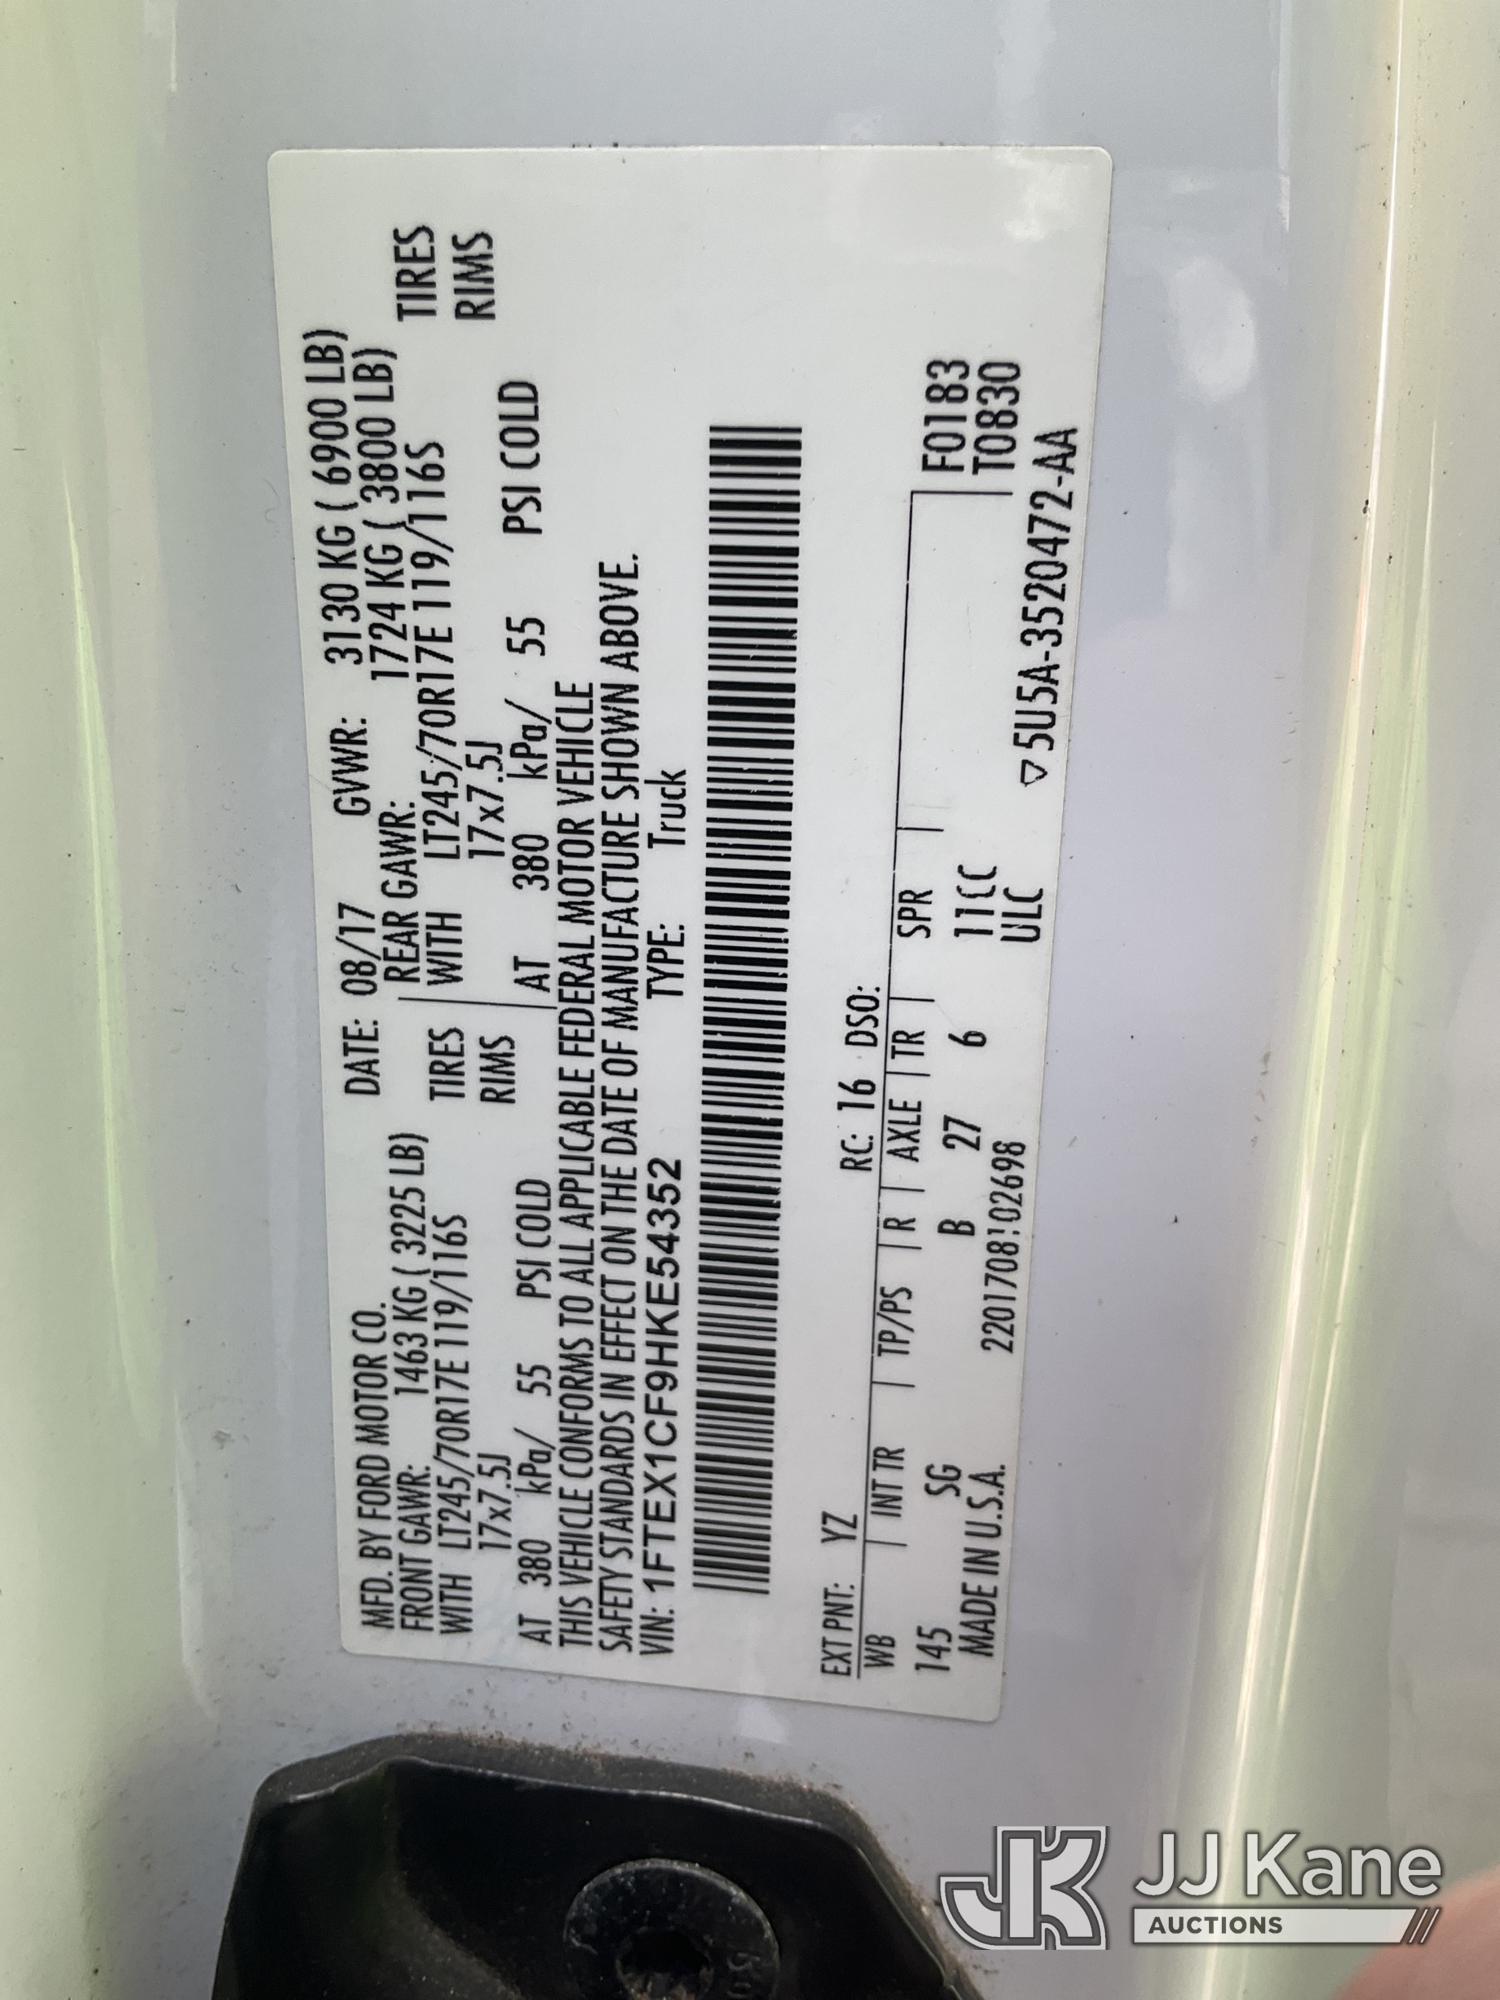 MFD. BY FORD MOTOR CO. DATE: 08/17 GVWR: 3130 KG ( 6900 LB)
FRONT GAWR: 1463 KG ( 3225 LB) REAR GAWR: 1724 KG ( 3800 LB)
WITH LT245/70R17E 119/116S TIRES WITH LT245/70R17E 119/116S TIRES
17x7.5J RIMS 17x7.5J RIMS
AT 380 kPa/ 55 PSI COLD AT 380 kPa/ 55 PSI COLD
THIS VEHICLE CONFORMS TO ALL APPLICABLE FEDERAL MOTOR VEHICLE
SAFETY STANDARDS IN EFFECT ON THE DATE OF MANUFACTURE SHOWN ABOVE.
VIN: 1FTEX1CF9HKE54352 TYPE: Truck
EXT PNT: YZ RC: 16 DSO:
WB INT TR TP/PS R AXLE TR SPR F0183
145 SG B 27 6 11CC T0830
MADE IN U.S.A. ULC
▽5U5A-3520472-AA
JK JJ Kane
AUCTIONS